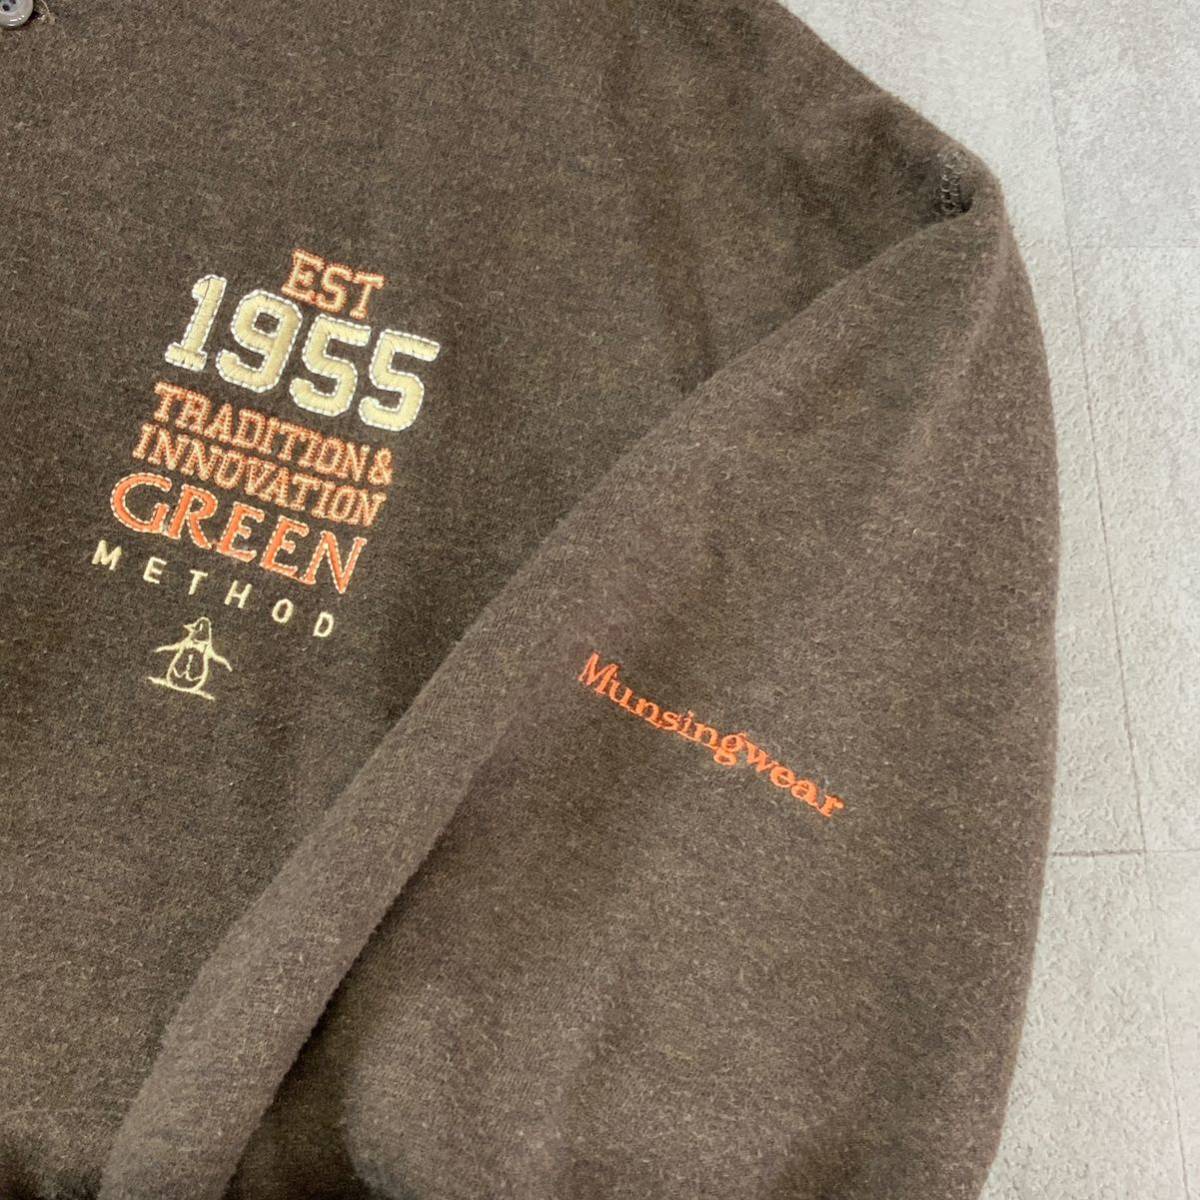 EST
1955
TRADITION &
INNOVATION
GREEN
METHOD
Munsingwear